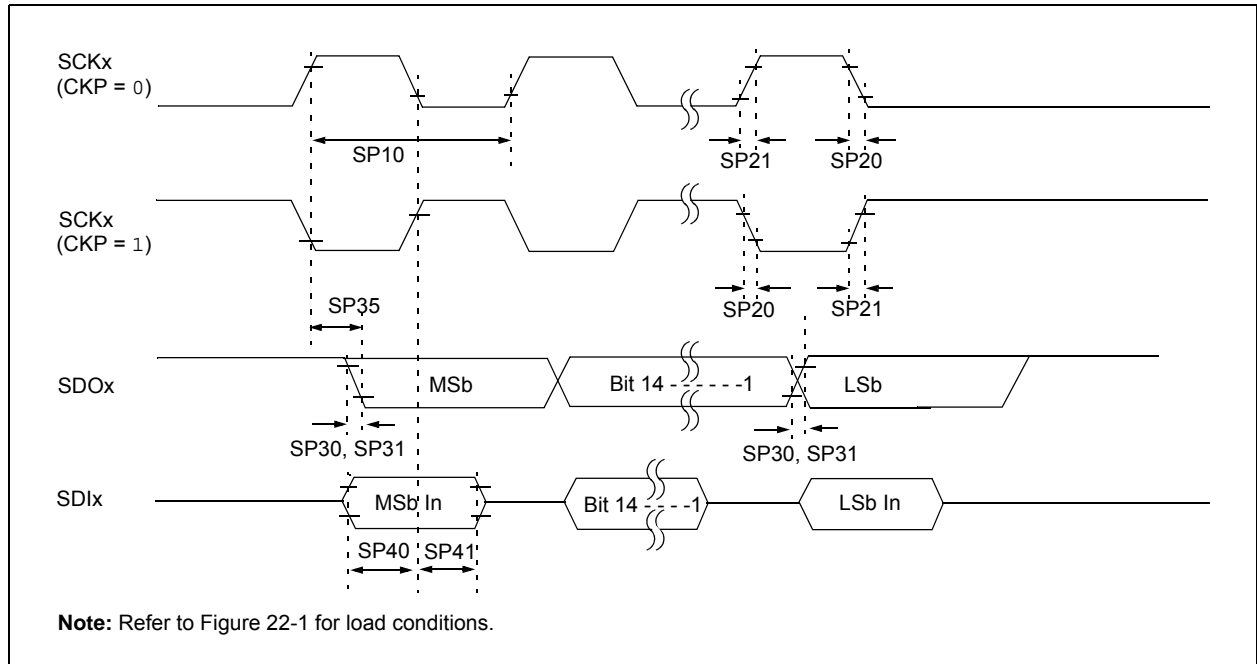 SCKx
(CKP = 0)
SP10
SP21
SP20
SCKx
(CKP = 1)
SP35
SP20
SP21
SDOx
MSb
Bit 14 - - - - - -1
LSb
SP30, SP31
SP30, SP31
SDIx
MSb In
Bit 14 - - - -1
LSb In
SP40
SP41
Note: Refer to Figure 22-1 for load conditions.